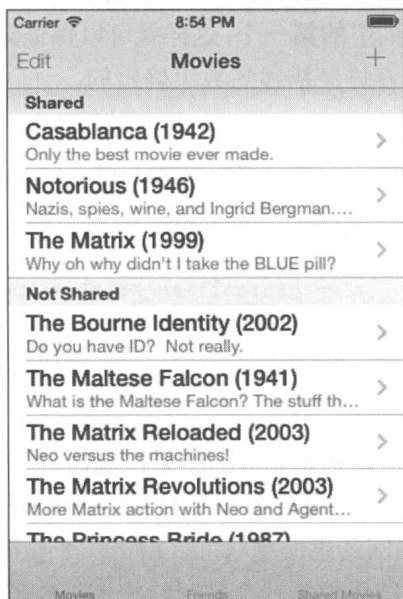 Carrier 8:54 PM
Edit Movies +
Shared
Casablanca (1942)
Only the best movie ever made.
Notorious (1946)
Nazis, spies, wine, and Ingrid Bergman....
The Matrix (1999)
Why oh why didn't I take the BLUE pill?
Not Shared
The Bourne Identity (2002)
Do you have ID? Not really.
The Maltese Falcon (1941)
What is the Maltese Falcon? The stuff th...
The Matrix Reloaded (2003)
Neo versus the machines!
The Matrix Revolutions (2003)
More Matrix action with Neo and Agent...
The Princess Bride (1987)
Movies Friends Shared Movies